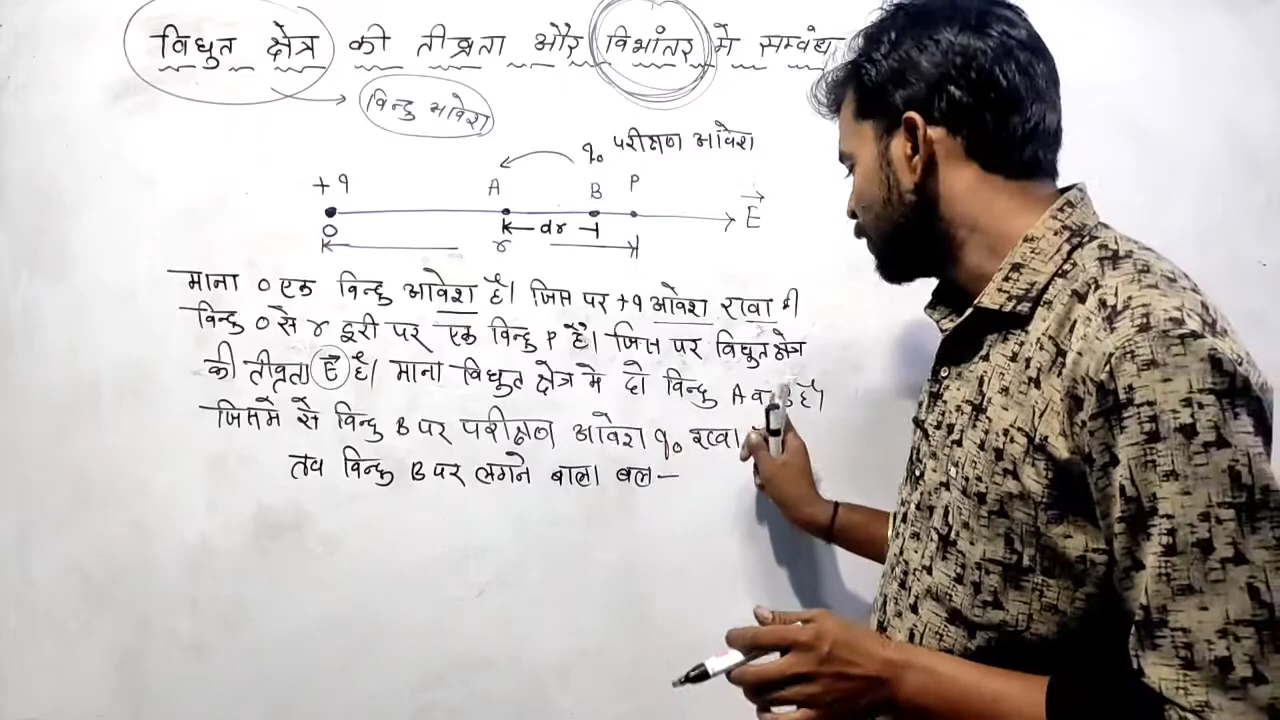 विधुत क्षेत्र की तीव्रता और विभांतर मे सम्बंध
विन्दु आवेश
q₀ परीक्षण आवेश
+q A B P
O dr E
r
माना O एक विन्दु आवेश है। जिस पर +q आवेश रखा
विन्दु O से r दूरी पर एक विन्दु P है। जिस पर विधुत क्षेत्र
की तीव्रता E है। माना विधुत क्षेत्र मे दो विन्दु A व B है।
जिसमे से विन्दु B पर परीक्षण आवेश q₀ रखा
तब विन्दु B पर लगने वाला बल –